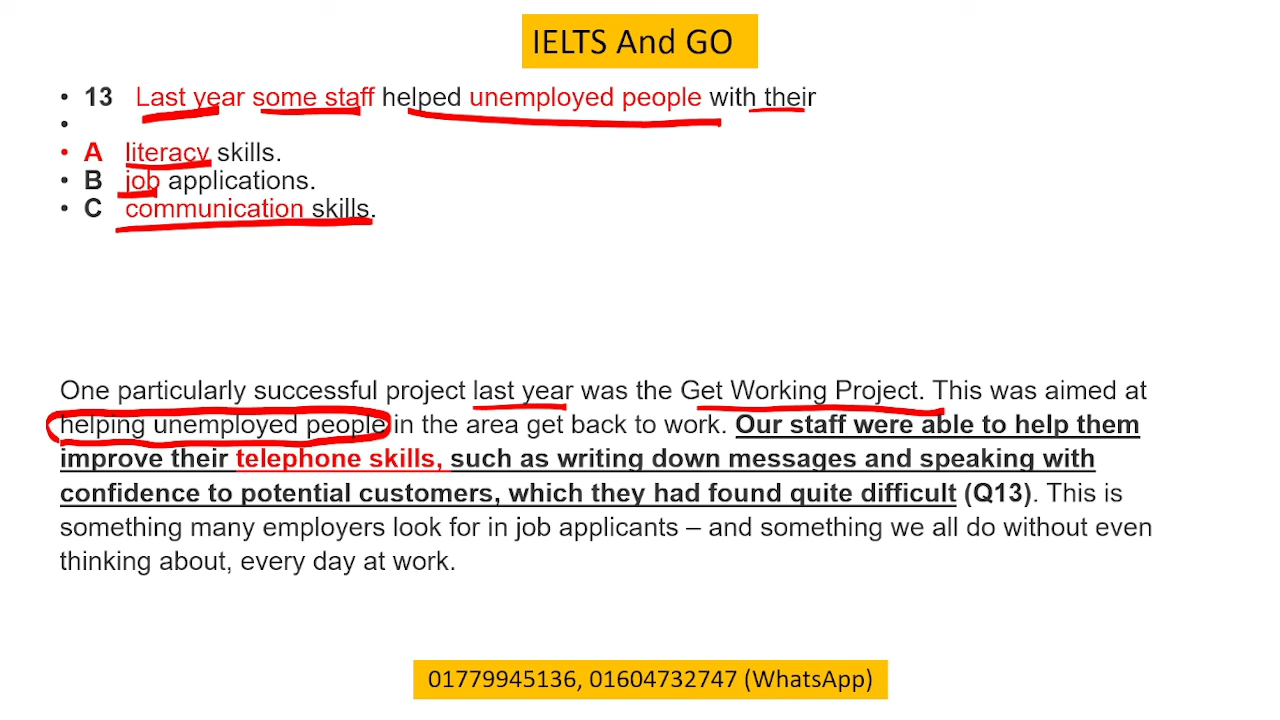 IELTS And GO
• 13 Last year some staff helped unemployed people with their
•
• A literacy skills.
• B job applications.
• C communication skills.
One particularly successful project last year was the Get Working Project. This was aimed at
helping unemployed people in the area get back to work. Our staff were able to help them
improve their telephone skills, such as writing down messages and speaking with
confidence to potential customers, which they had found quite difficult (Q13). This is
something many employers look for in job applicants – and something we all do without even
thinking about, every day at work.
01779945136, 01604732747 (WhatsApp)